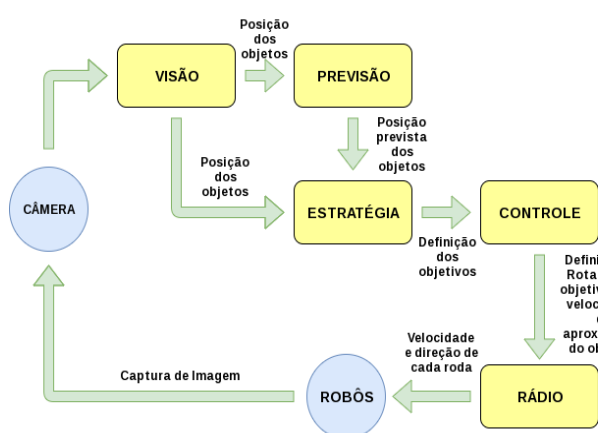 Posição
dos
objetos
VISÃO
PREVISÃO
Posição
dos
objetos
Posição
prevista
dos
objetos
CÂMERA
ESTRATÉGIA
CONTROLE
Definição
dos
objetivos
Velocidade
e direção de
cada roda
Captura de Imagem
ROBÔS
RÁDIO